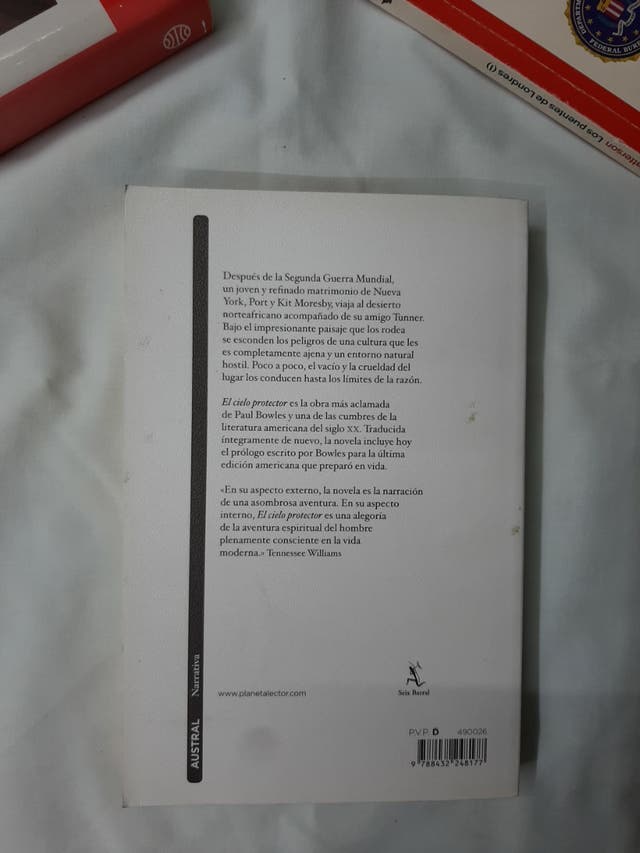 DEPARTM
FEDERAL BUREA
tterson Los puentes de Londres (I)
Después de la Segunda Guerra Mundial,
un joven y refinado matrimonio de Nueva
York, Port y Kit Moresby, viaja al desierto
norteafricano acompañado de su amigo Tunner.
Bajo el impresionante paisaje que los rodea
se esconden los peligros de una cultura que les
es completamente ajena y un entorno natural
hostil. Poco a poco, el vacío y la crueldad del
lugar los conducen hasta los límites de la razón.
El cielo protector es la obra más aclamada
de Paul Bowles y una de las cumbres de la
literatura americana del siglo XX. Traducida
íntegramente de nuevo, la novela incluye hoy
el prólogo escrito por Bowles para la última
edición americana que preparó en vida.
«En su aspecto externo, la novela es la narración
de una asombrosa aventura. En su aspecto
interno, El cielo protector es una alegoría
de la aventura espiritual del hombre
plenamente consciente en la vida
moderna.» Tennessee Williams
AUSTRAL Narrativa
www.planetalector.com
Seix Barral
P.V.P. D 490026
9 788432 248177